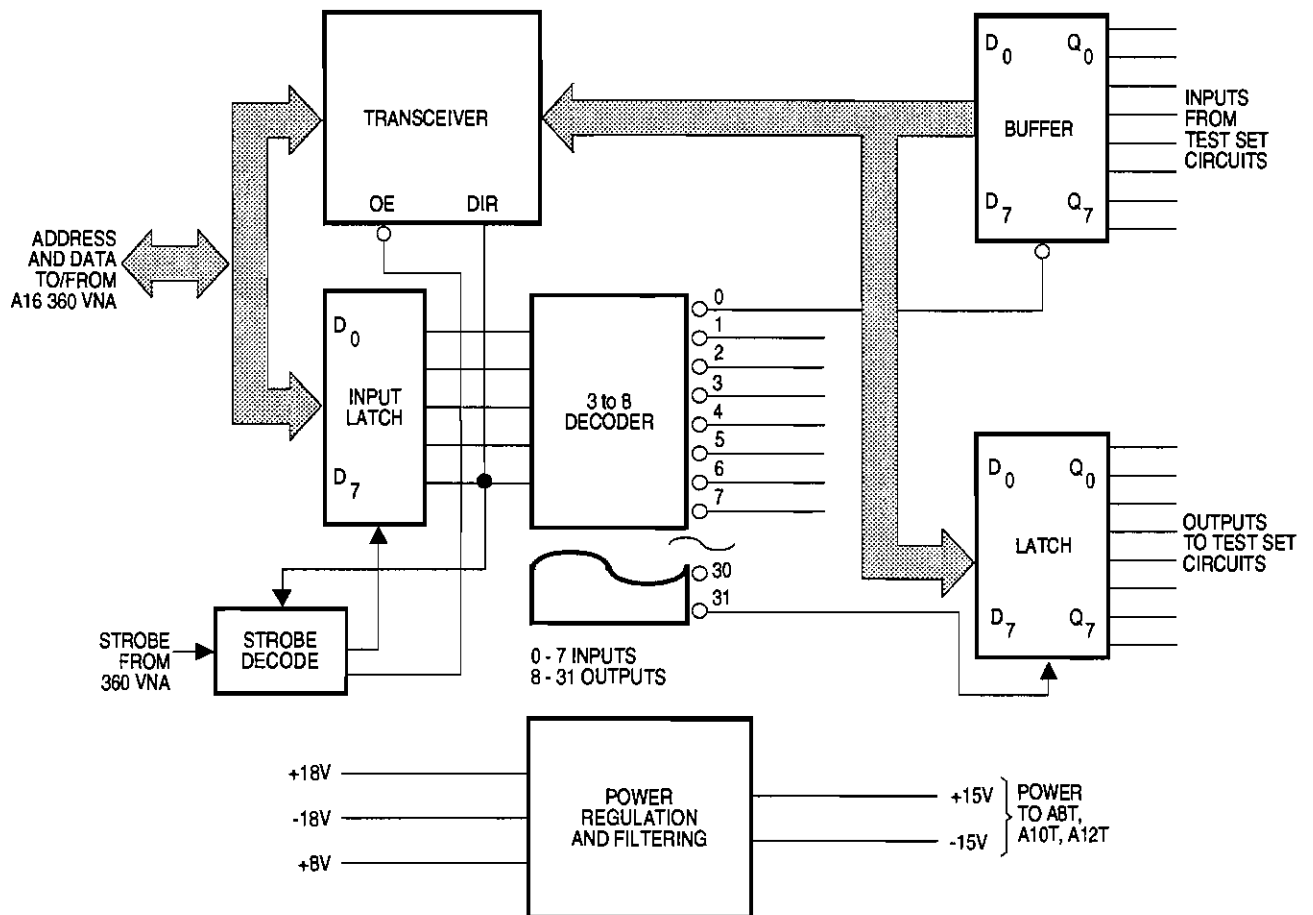 TRANSCEIVER
OE DIR
D0 Q0
BUFFER
D7 Q7
INPUTS
FROM
TEST SET
CIRCUITS
ADDRESS
AND DATA
TO/FROM
A16 360 VNA
D0
INPUT
LATCH
D7
3 to 8
DECODER
0
1
2
3
4
5
6
7
30
31
0 - 7 INPUTS
8 - 31 OUTPUTS
D0 Q0
LATCH
D7 Q7
OUTPUTS
TO TEST SET
CIRCUITS
STROBE
FROM
360 VNA
STROBE
DECODE
+18V
-18V
+8V
POWER
REGULATION
AND FILTERING
+15V
-15V
POWER
TO A8T,
A10T, A12T